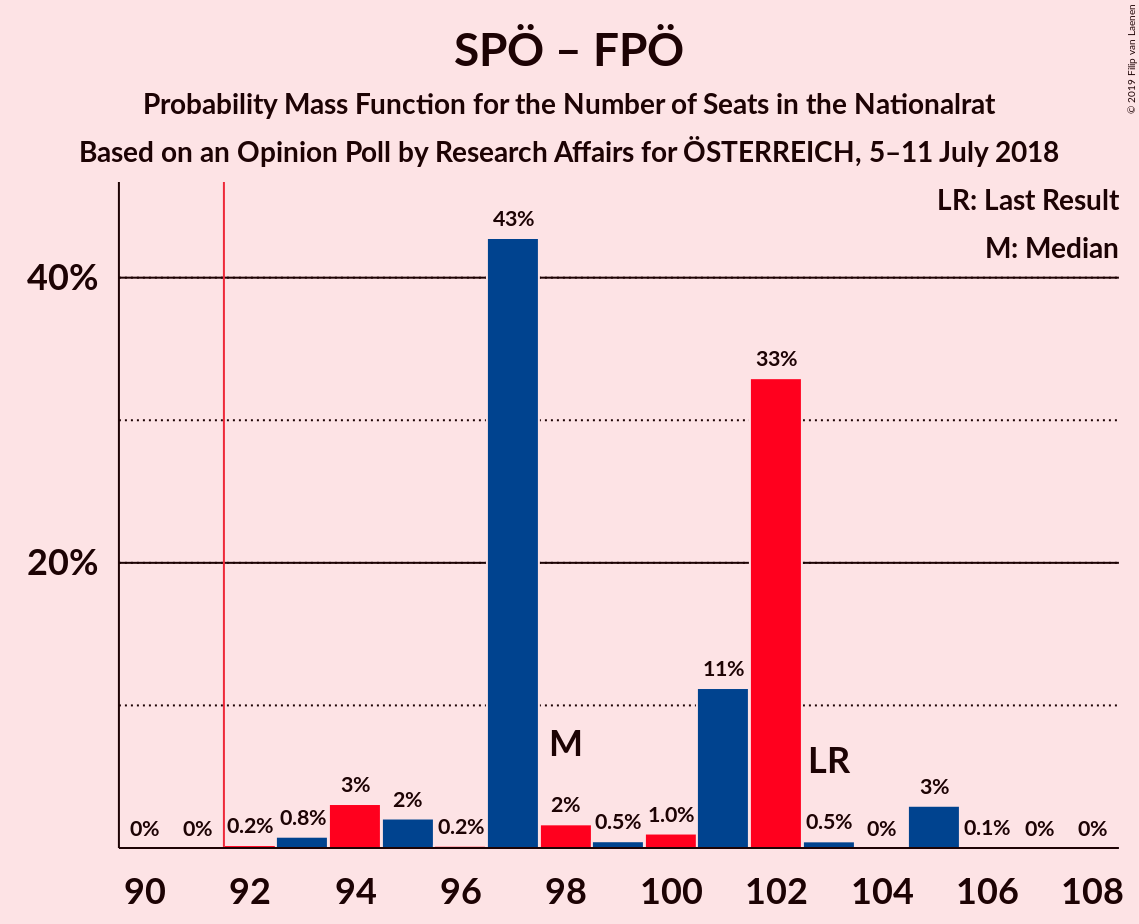 SPÖ – FPÖ
Probability Mass Function for the Number of Seats in the Nationalrat
Based on an Opinion Poll by Research Affairs for ÖSTERREICH, 5–11 July 2018
© 2019 Filip van Laenen
LR: Last Result
M: Median
40%
20%
0% 0% 0.2% 0.8% 3% 2% 0.2% 43% 2% 0.5% 1.0% 11% 33% 0.5% 0% 3% 0.1% 0% 0%
M
LR
90 92 94 96 98 100 102 104 106 108